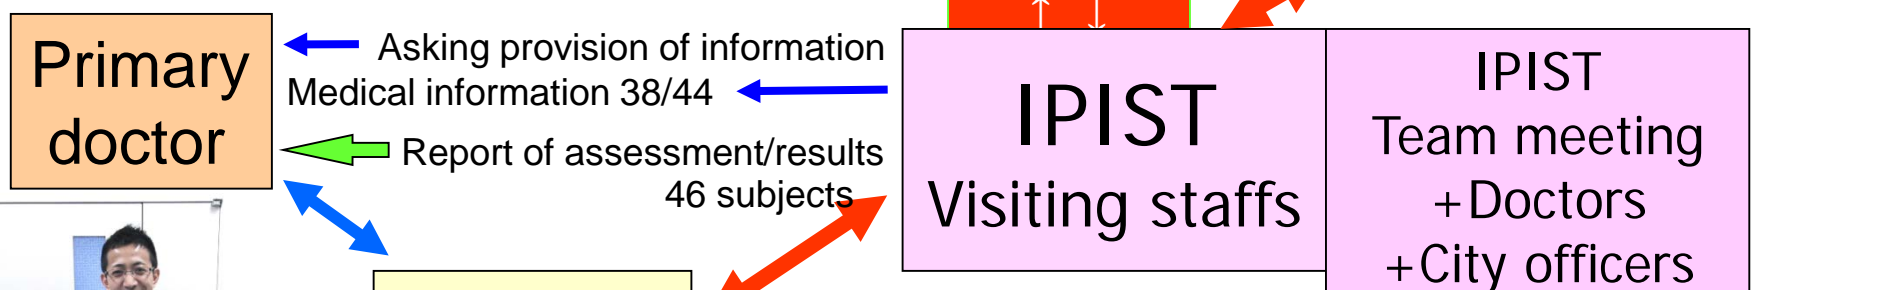 Primary
doctor
Asking provision of information
Medical information 38/44
Report of assessment/results
46 subjects
IPIST
Visiting staffs
IPIST
Team meeting
+Doctors
+City officers